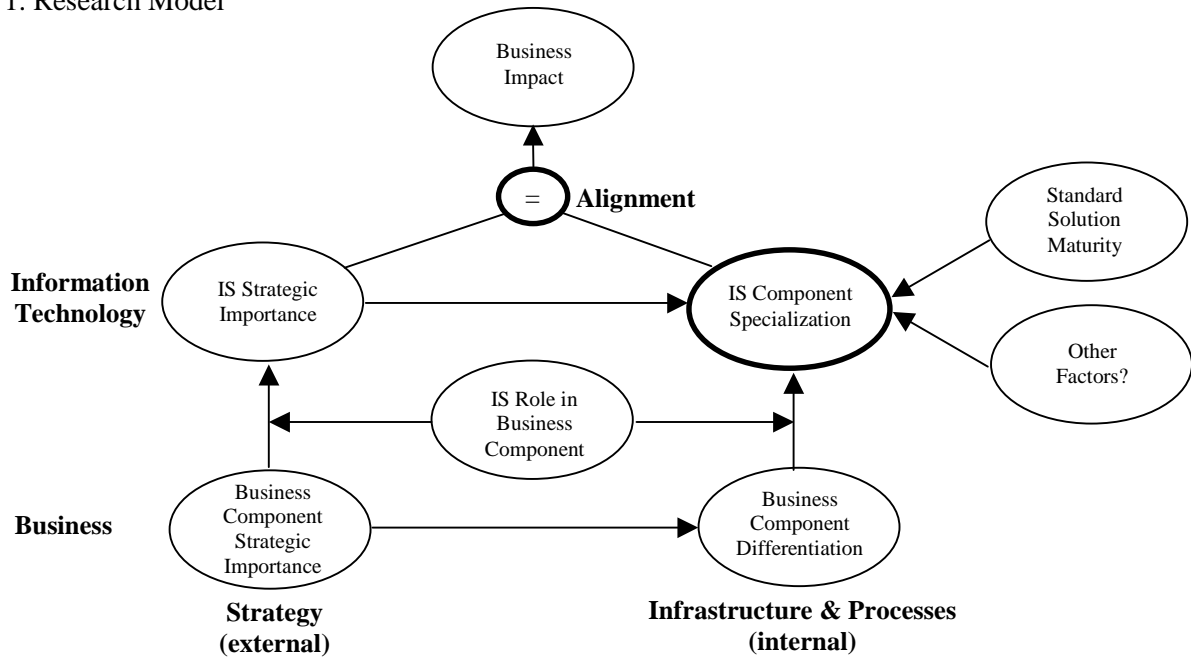 1. Research Model
Business
Impact
=
Alignment
Standard
Solution
Maturity
Information
Technology
IS Strategic
Importance
IS Component
Specialization
Other
Factors?
IS Role in
Business
Component
Business
Business
Component
Strategic
Importance
Business
Component
Differentiation
Strategy
(external)
Infrastructure & Processes
(internal)